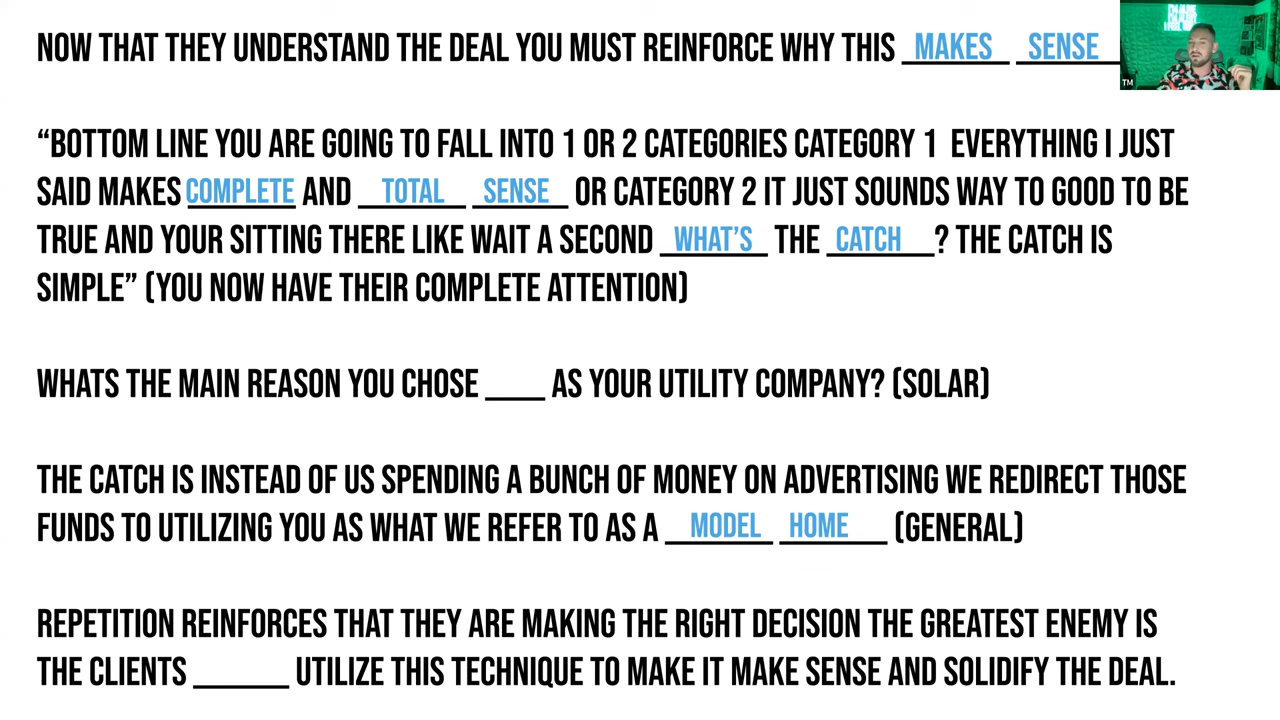 NOW THAT THEY UNDERSTAND THE DEAL YOU MUST REINFORCE WHY THIS MAKES SENSE
TM
“BOTTOM LINE YOU ARE GOING TO FALL INTO 1 OR 2 CATEGORIES CATEGORY 1 EVERYTHING I JUST
SAID MAKES COMPLETE AND TOTAL SENSE OR CATEGORY 2 IT JUST SOUNDS WAY TO GOOD TO BE
TRUE AND YOUR SITTING THERE LIKE WAIT A SECOND WHAT’S THE CATCH? THE CATCH IS
SIMPLE” (YOU NOW HAVE THEIR COMPLETE ATTENTION)
WHATS THE MAIN REASON YOU CHOSE ____ AS YOUR UTILITY COMPANY? (SOLAR)
THE CATCH IS INSTEAD OF US SPENDING A BUNCH OF MONEY ON ADVERTISING WE REDIRECT THOSE
FUNDS TO UTILIZING YOU AS WHAT WE REFER TO AS A MODEL HOME (GENERAL)
REPETITION REINFORCES THAT THEY ARE MAKING THE RIGHT DECISION THE GREATEST ENEMY IS
THE CLIENTS ______ UTILIZE THIS TECHNIQUE TO MAKE IT MAKE SENSE AND SOLIDIFY THE DEAL.